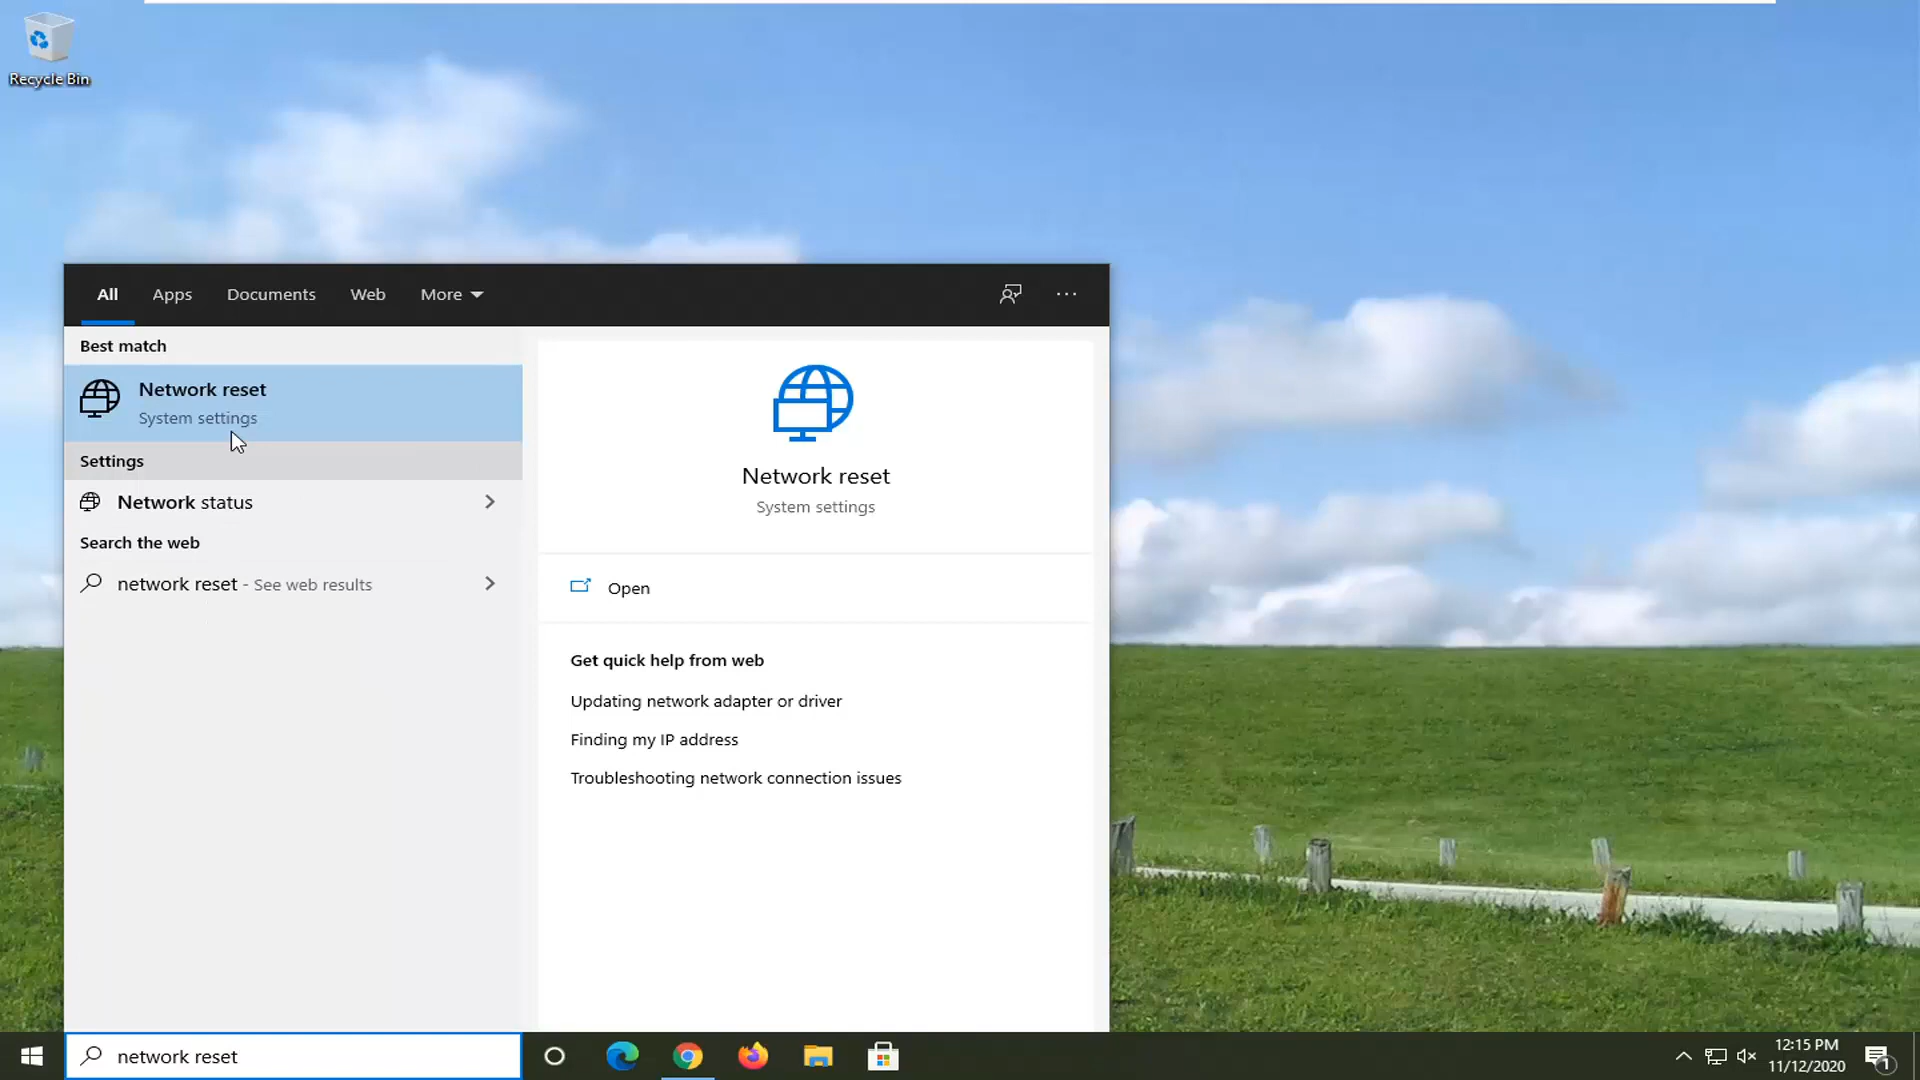 Recycle Bin
All Apps Documents Web More
Best match
Network reset
System settings
Settings
Network status
Search the web
network reset - See web results
Network reset
System settings
Open
Get quick help from web
Updating network adapter or driver
Finding my IP address
Troubleshooting network connection issues
network reset
12:15 PM
11/12/2020
1